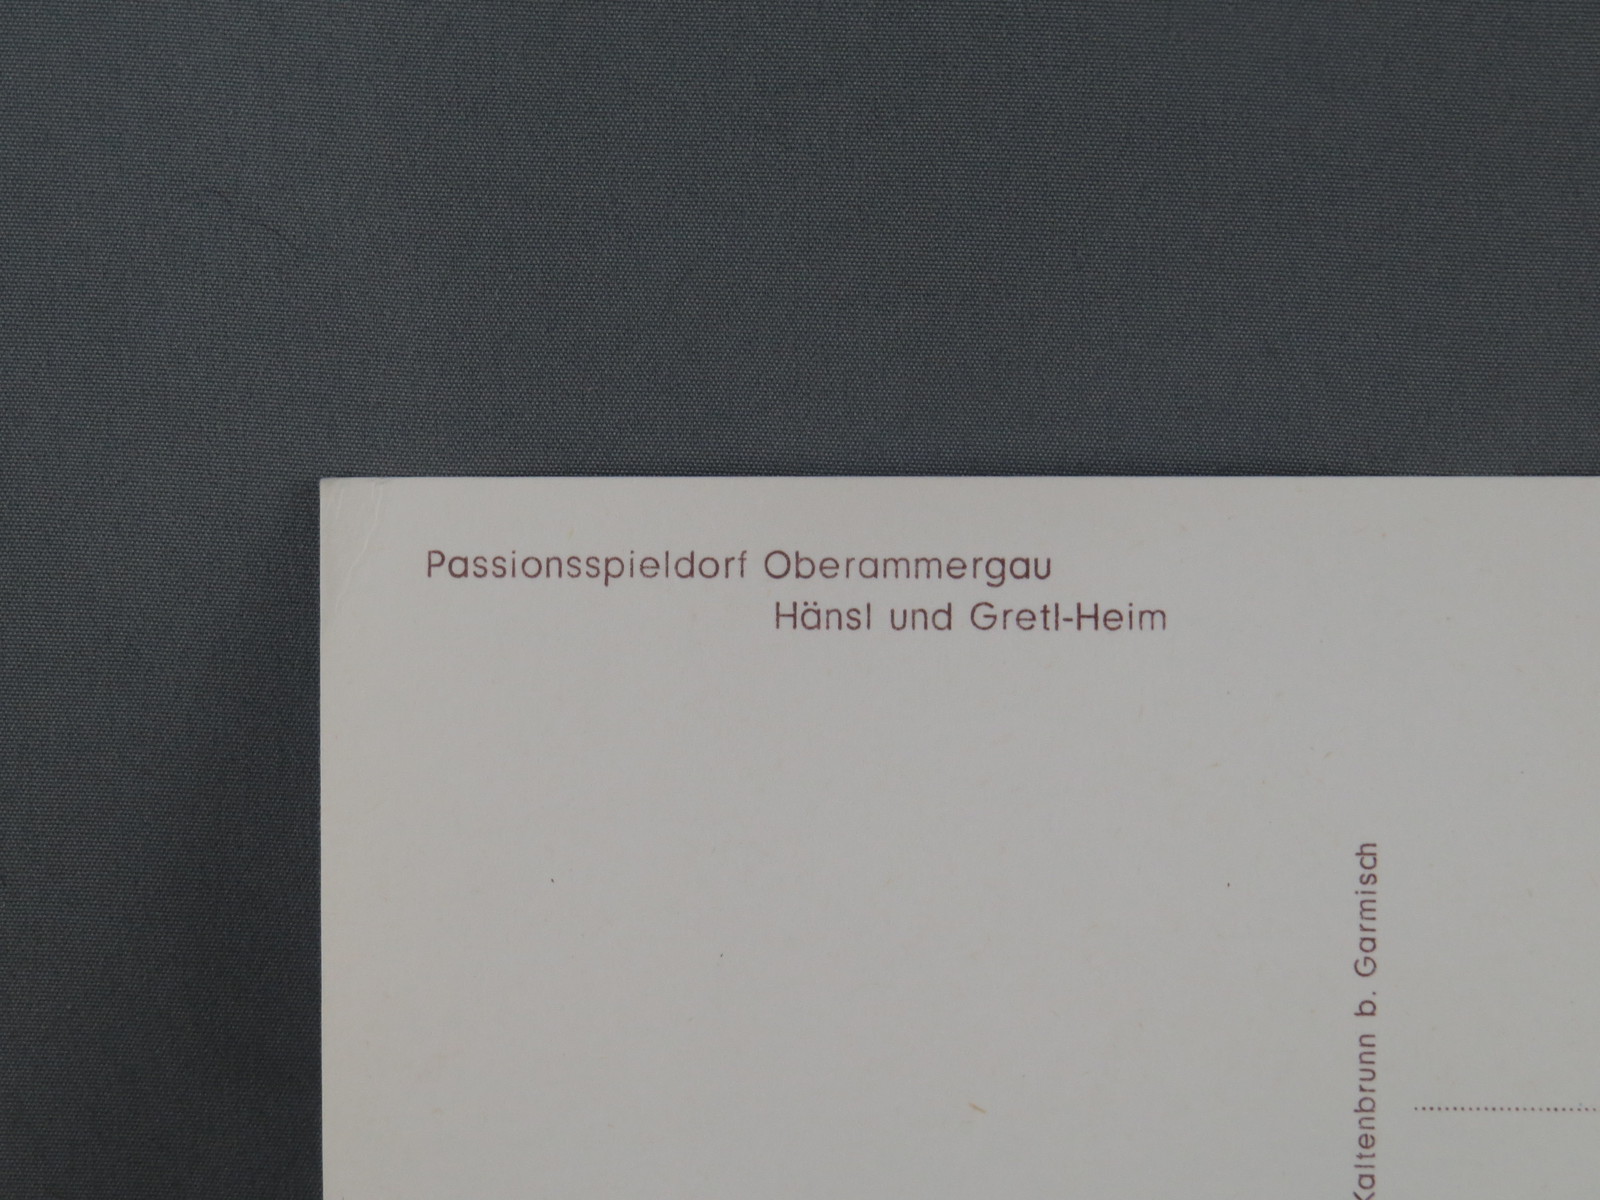 Passionsspieldorf Oberammergau
Hänsl und Gretl-Heim
Kaltenbrunn b. Garmisch